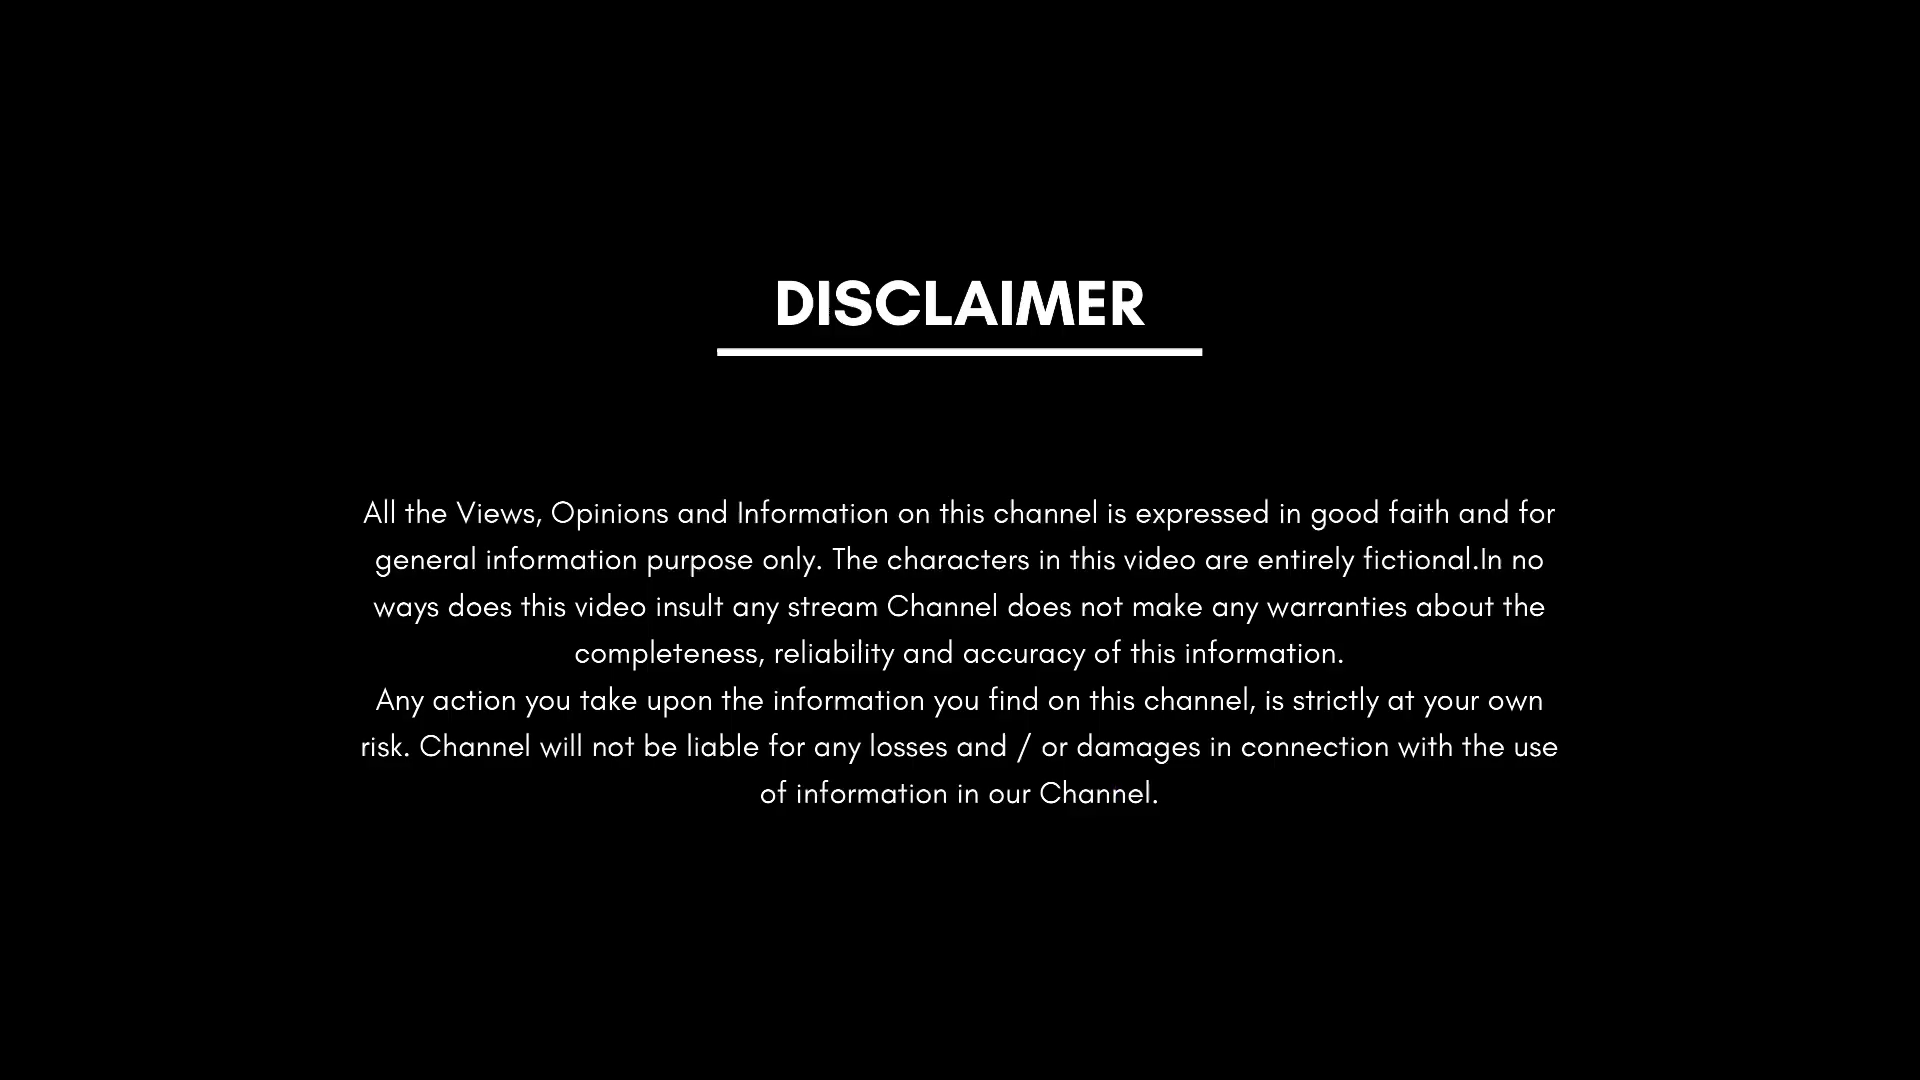 DISCLAIMER
All the Views, Opinions and Information on this channel is expressed in good faith and for
general information purpose only. The characters in this video are entirely fictional.In no
ways does this video insult any stream Channel does not make any warranties about the
completeness, reliability and accuracy of this information.
Any action you take upon the information you find on this channel, is strictly at your own
risk. Channel will not be liable for any losses and / or damages in connection with the use
of information in our Channel.